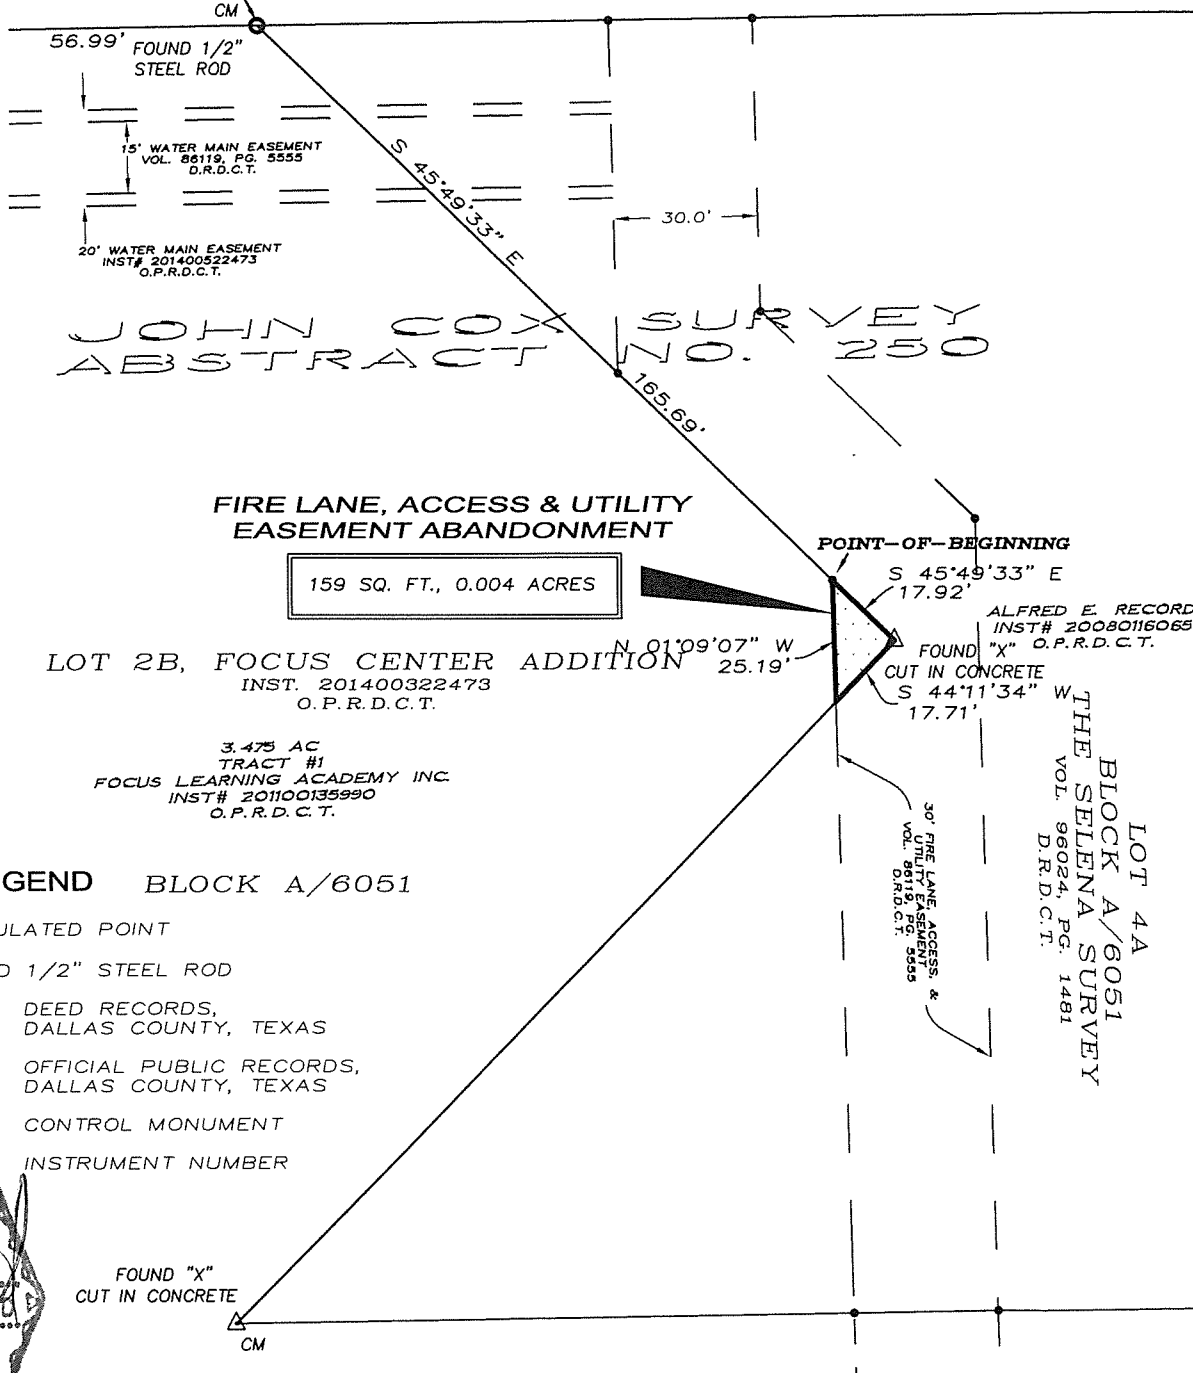 CM
56.99'
FOUND 1/2"
STEEL ROD
15' WATER MAIN EASEMENT
VOL. 86119, PG. 5555
D.R.D.C.T.
S 45°49'33" E
30.0'
20' WATER MAIN EASEMENT
INST# 201400522473
O.P.R.D.C.T.
JOHN COX SURVEY
ABSTRACT NO. 250
165.69'
FIRE LANE, ACCESS & UTILITY
EASEMENT ABANDONMENT
159 SQ. FT., 0.004 ACRES
POINT-OF-BEGINNING
S 45°49'33" E
17.92'
ALFRED E. RECORD
INST# 20080116065
O.P.R.D.C.T.
N 01°09'07" W
25.19'
FOUND "X"
CUT IN CONCRETE
S 44°11'34" W
17.71'
LOT 2B, FOCUS CENTER ADDITION
INST. 201400322473
O.P.R.D.C.T.
3.475 AC
TRACT #1
FOCUS LEARNING ACADEMY INC.
INST# 201100135990
O.P.R.D.C.T.
30' FIRE LANE, ACCESS, &
UTILITY EASEMENT
VOL. 86119, PG. 5555
D.R.D.C.T.
LOT 4A
BLOCK A/6051
THE SELENA SURVEY
VOL. 96024, PG. 1481
D.R.D.C.T.
GEND
BLOCK A/6051
ULATED POINT
D 1/2" STEEL ROD
DEED RECORDS,
DALLAS COUNTY, TEXAS
OFFICIAL PUBLIC RECORDS,
DALLAS COUNTY, TEXAS
CONTROL MONUMENT
INSTRUMENT NUMBER
FOUND "X"
CUT IN CONCRETE
CM